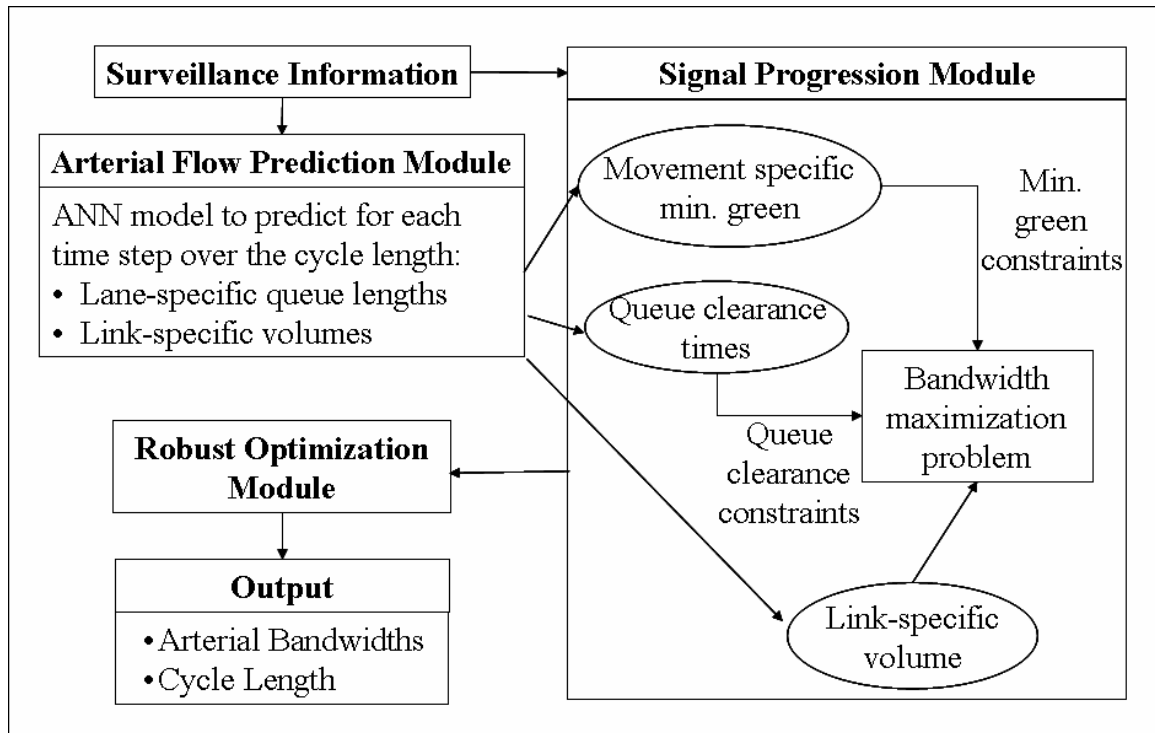 Surveillance Information
Arterial Flow Prediction Module
ANN model to predict for each
time step over the cycle length:
• Lane-specific queue lengths
• Link-specific volumes
Robust Optimization
Module
Output
•Arterial Bandwidths
•Cycle Length
Signal Progression Module
Movement specific
min. green
Min.
green
constraints
Queue clearance
times
Queue
clearance
constraints
Bandwidth
maximization
problem
Link-specific
volume